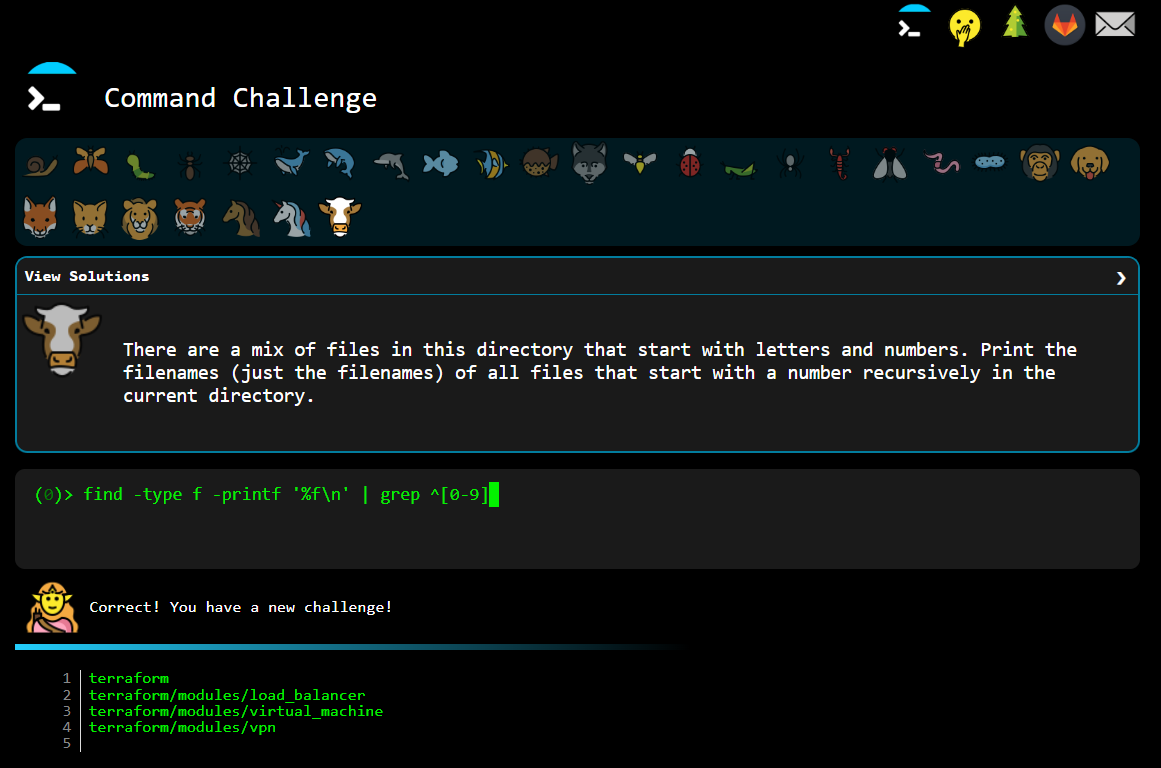 Command Challenge
View Solutions
There are a mix of files in this directory that start with letters and numbers. Print the
filenames (just the filenames) of all files that start with a number recursively in the
current directory.
(0)> find -type f -printf '%f\n' | grep ^[0-9]
Correct! You have a new challenge!
1 terraform
2 terraform/modules/load_balancer
3 terraform/modules/virtual_machine
4 terraform/modules/vpn
5